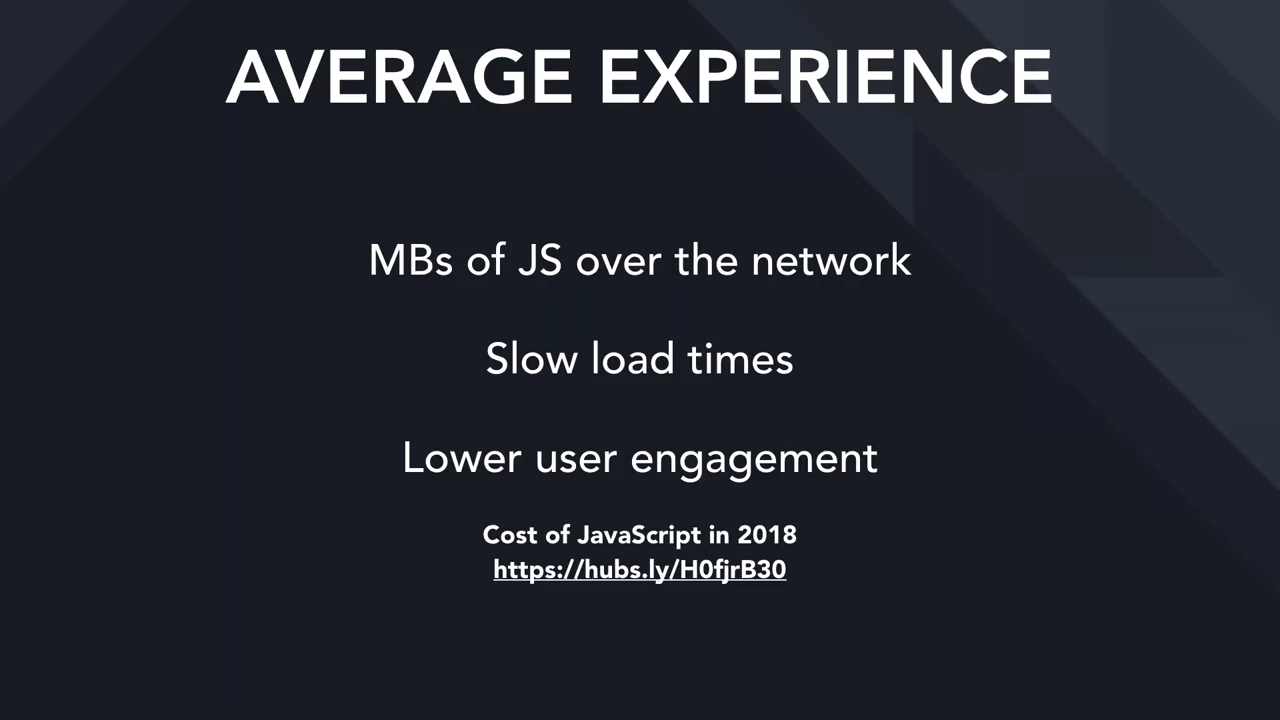 AVERAGE EXPERIENCE
MBs of JS over the network
Slow load times
Lower user engagement
Cost of JavaScript in 2018
https://hubs.ly/H0fjrB30